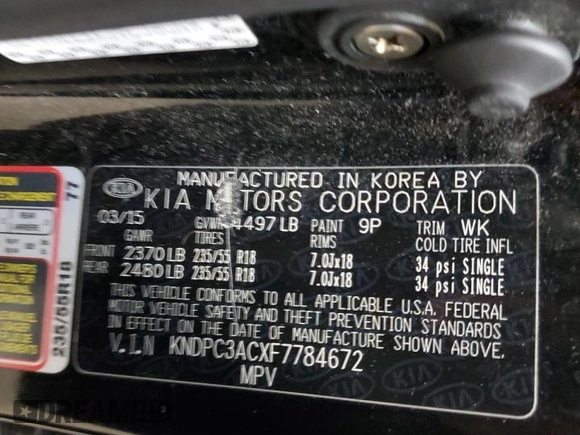 KIA
MANUFACTURED IN KOREA BY
KIA MOTORS CORPORATION
03/15 GVWR 4497 LB PAINT 9P TRIM WK
GAWR TIRES RIMS COLD TIRE INFL
FRONT 2370 LB 235/55 R18 7.0Jx18 34 psi SINGLE
REAR 2480 LB 235/55 R18 7.0Jx18 34 psi SINGLE
THIS VEHICLE CONFORMS TO ALL APPLICABLE U.S.A. FEDERAL
MOTOR VEHICLE SAFETY AND THEFT PREVENTION STANDARDS
IN EFFECT ON THE DATE OF MANUFACTURE SHOWN ABOVE.
V.I.N KNDPC3ACXF7784672
MPV
77
235/55R18
DREAMBID